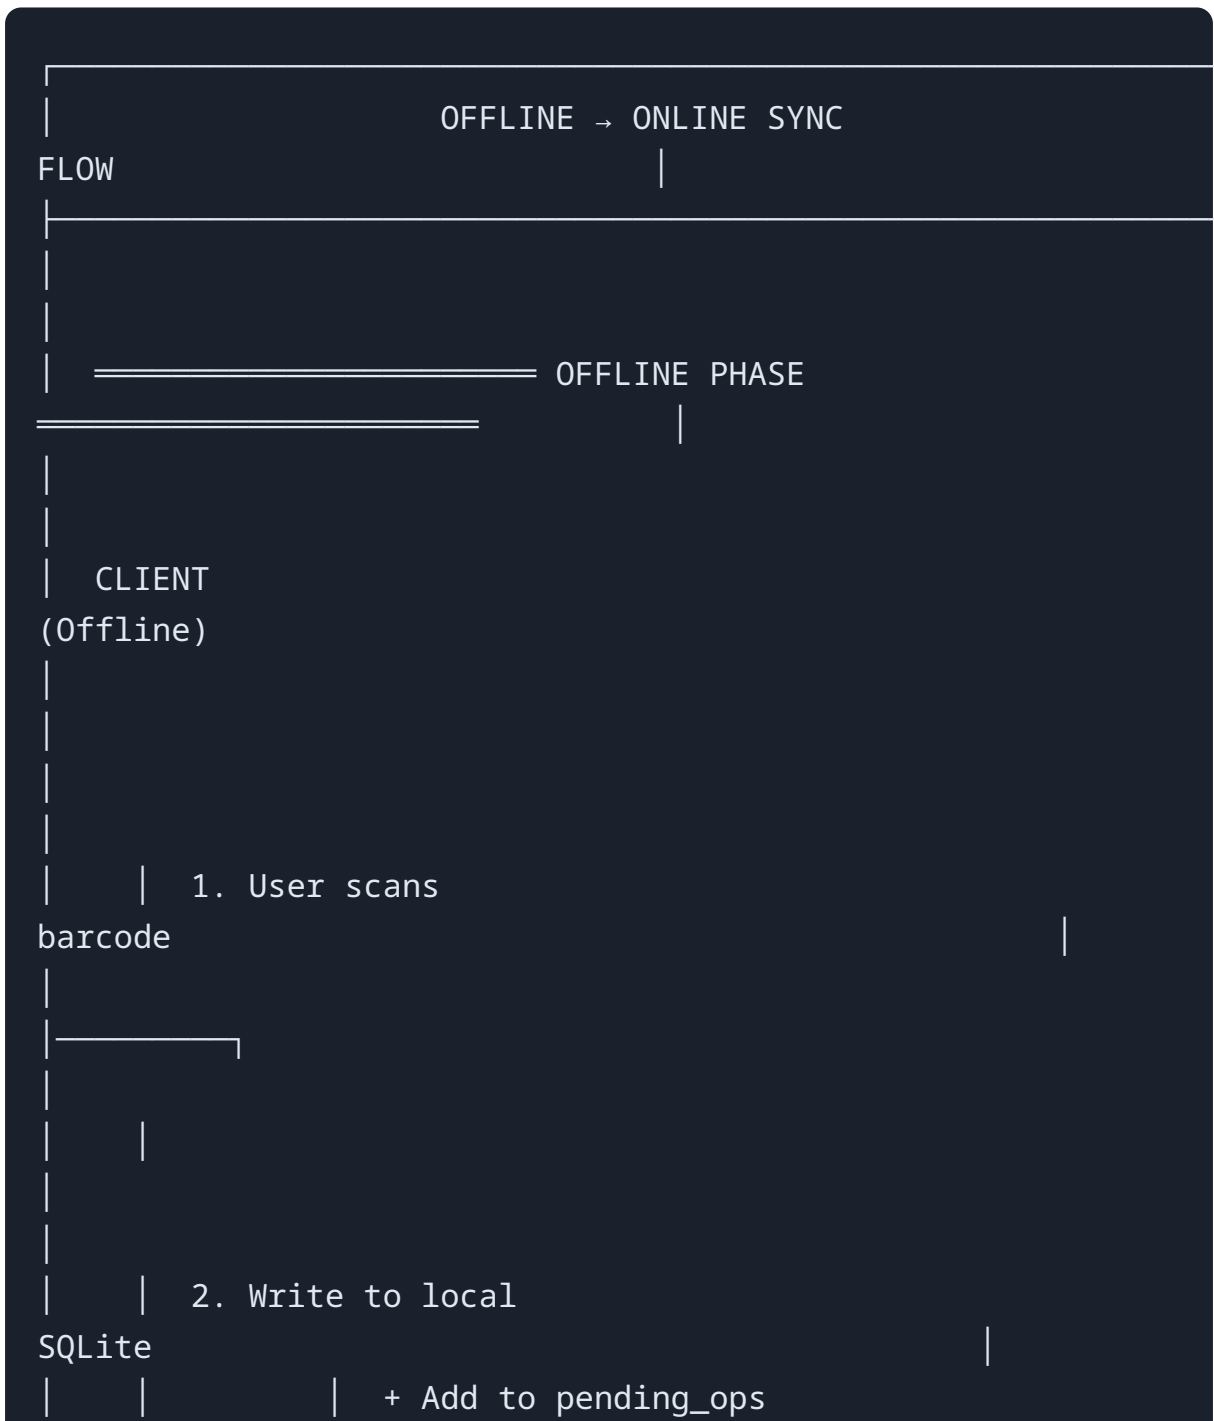 OFFLINE → ONLINE SYNC
FLOW
OFFLINE PHASE
CLIENT
(Offline)
1. User scans
barcode
2. Write to local
SQLite
+ Add to pending_ops